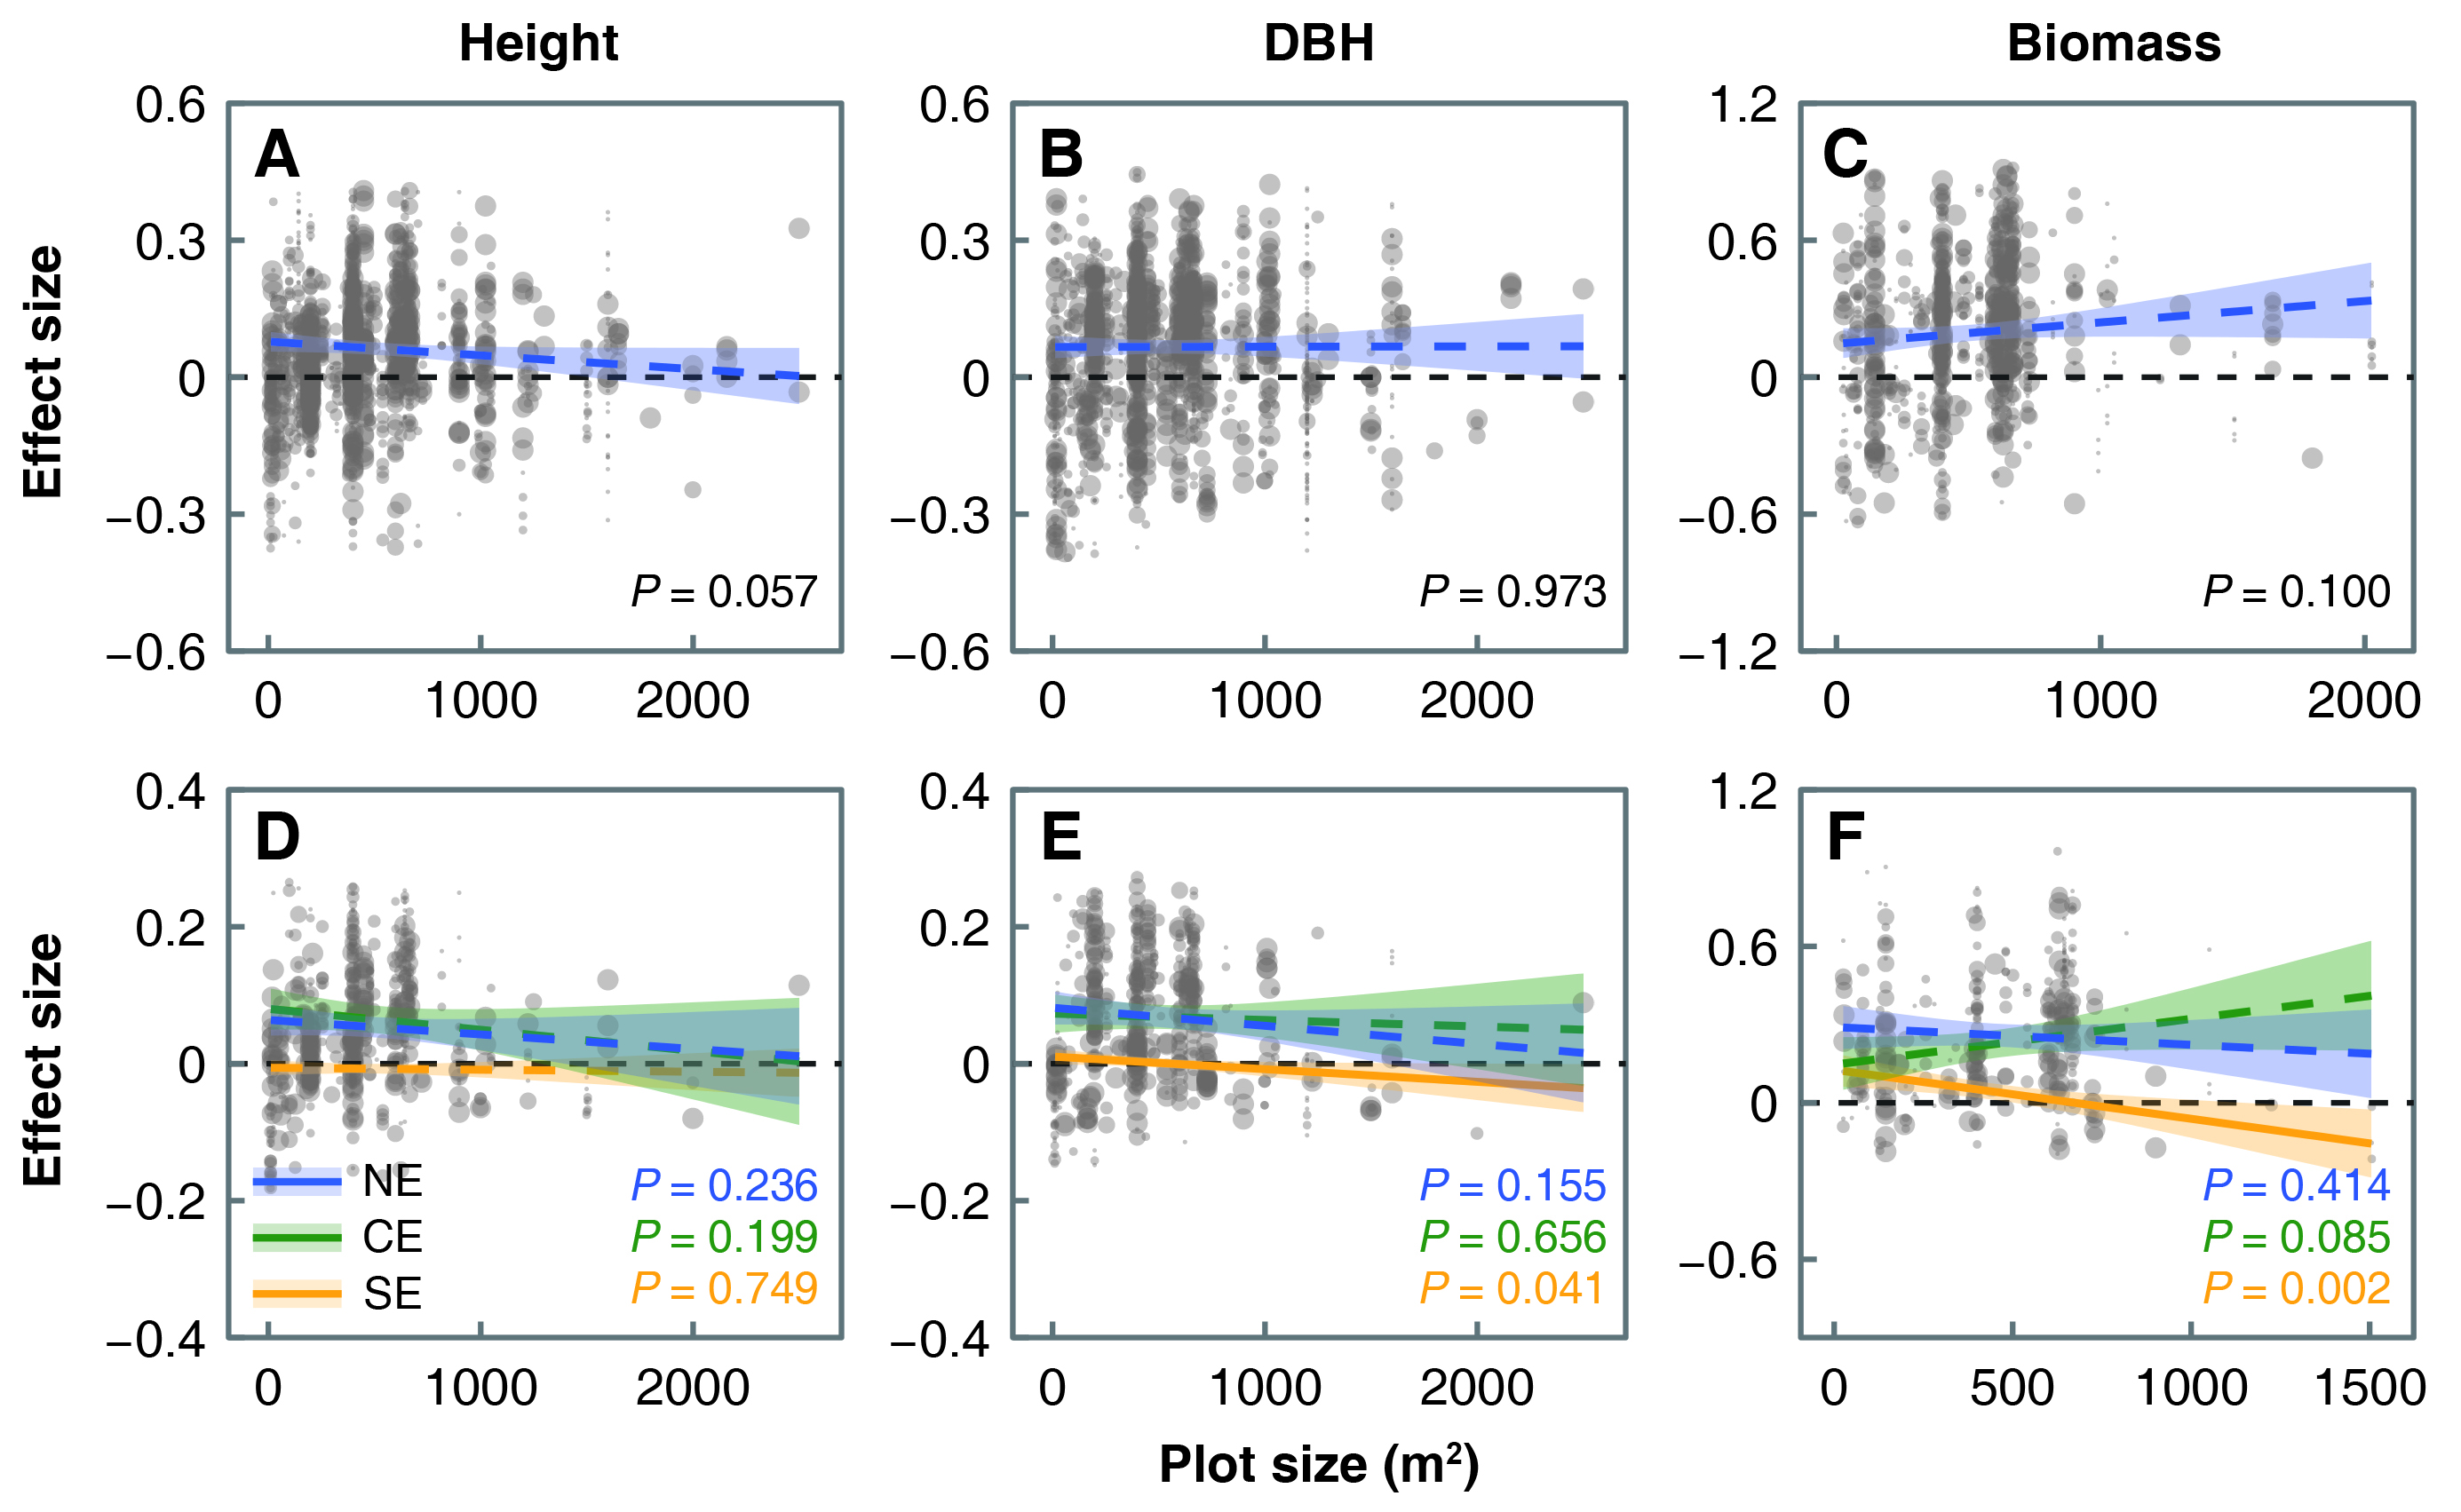 Height DBH Biomass
Effect size
0.6
0.3
0
−0.3
−0.6
A
P = 0.057
0 1000 2000
0.6
0.3
0
−0.3
−0.6
B
P = 0.973
0 1000 2000
1.2
0.6
0
−0.6
−1.2
C
P = 0.100
0 1000 2000
Effect size
0.4
0.2
0
−0.2
−0.4
D
NE
CE
SE
P = 0.236
P = 0.199
P = 0.749
0 1000 2000
0.4
0.2
0
−0.2
−0.4
E
P = 0.155
P = 0.656
P = 0.041
0 1000 2000
1.2
0.6
0
−0.6
F
P = 0.414
P = 0.085
P = 0.002
0 500 1000 1500
Plot size (m²)